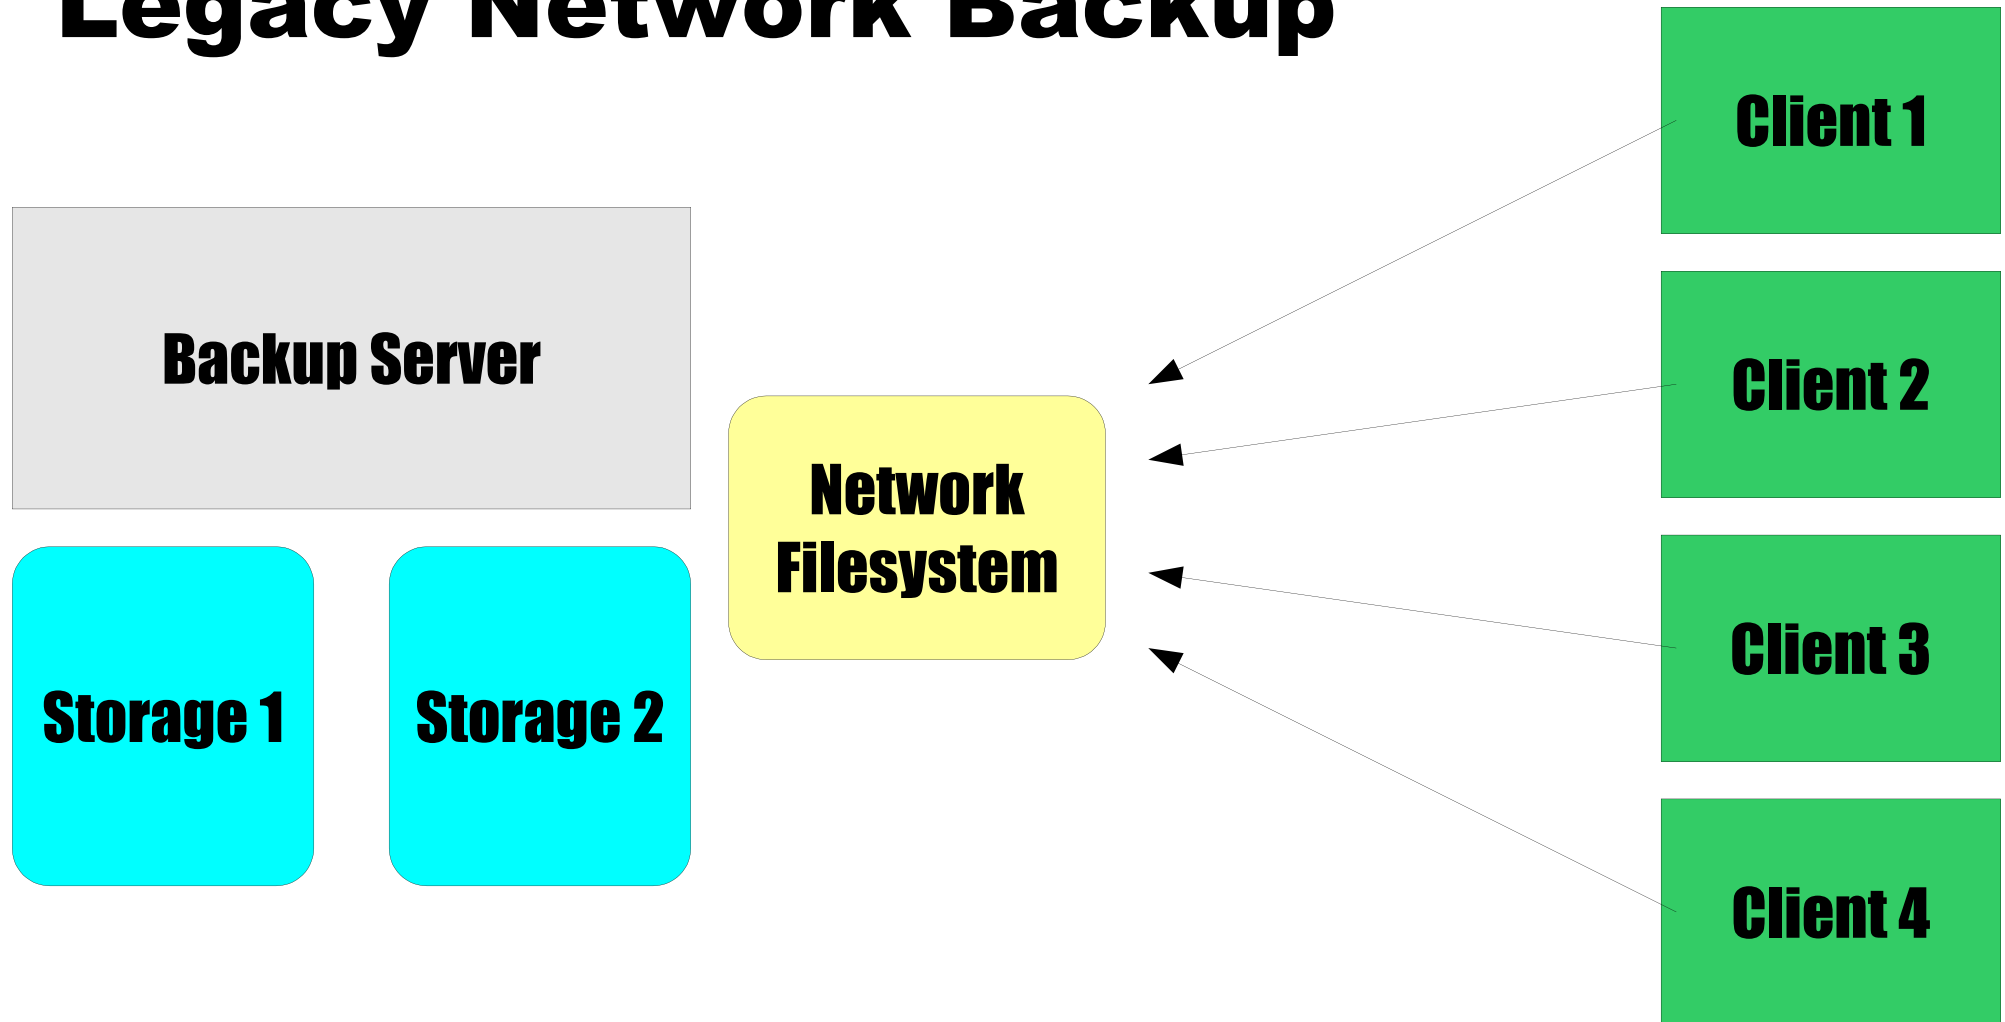 Legacy Network Backup
Client 1
Backup Server
Client 2
Network
Filesystem
Client 3
Storage 1
Storage 2
Client 4